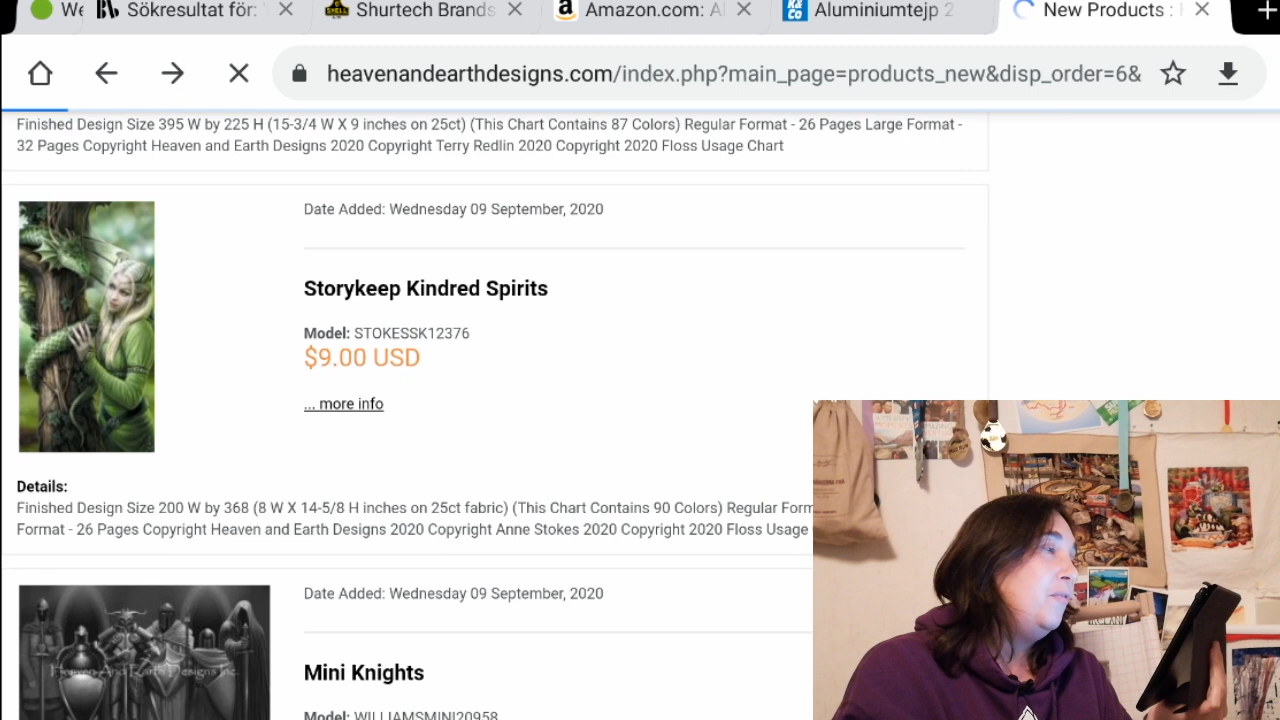 We
Sökresultat för: '
Shurtech Brands
Amazon.com: Al
Aluminiumtejp 2
New Products :
heavenandearthdesigns.com/index.php?main_page=products_new&disp_order=6&
Finished Design Size 395 W by 225 H (15-3/4 W X 9 inches on 25ct) (This Chart Contains 87 Colors) Regular Format - 26 Pages Large Format -
32 Pages Copyright Heaven and Earth Designs 2020 Copyright Terry Redlin 2020 Copyright 2020 Floss Usage Chart
Date Added: Wednesday 09 September, 2020
Storykeep Kindred Spirits
Model: STOKESSK12376
$9.00 USD
... more info
Details:
Finished Design Size 200 W by 368 (8 W X 14-5/8 H inches on 25ct fabric) (This Chart Contains 90 Colors) Regular Form
Format - 26 Pages Copyright Heaven and Earth Designs 2020 Copyright Anne Stokes 2020 Copyright 2020 Floss Usage
Date Added: Wednesday 09 September, 2020
Heaven And Earth Designs Inc.
Mini Knights
Model: WILLIAMSMINI20958